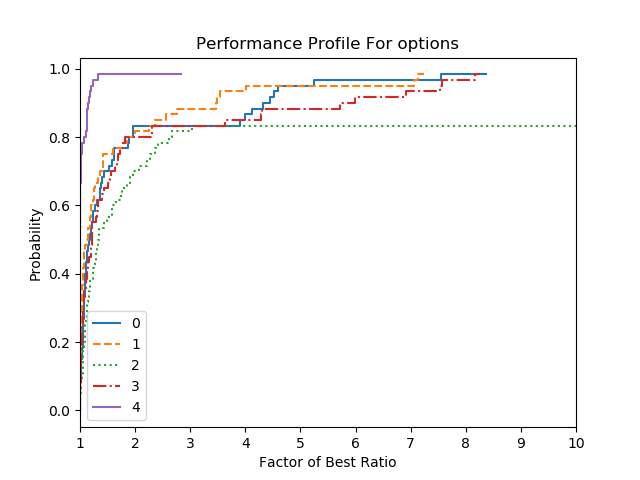 Performance Profile For options
1.0
0.8
0.6
0.4
0.2
0.0
Probability
0
1
2
3
4
1 2 3 4 5 6 7 8 9 10
Factor of Best Ratio